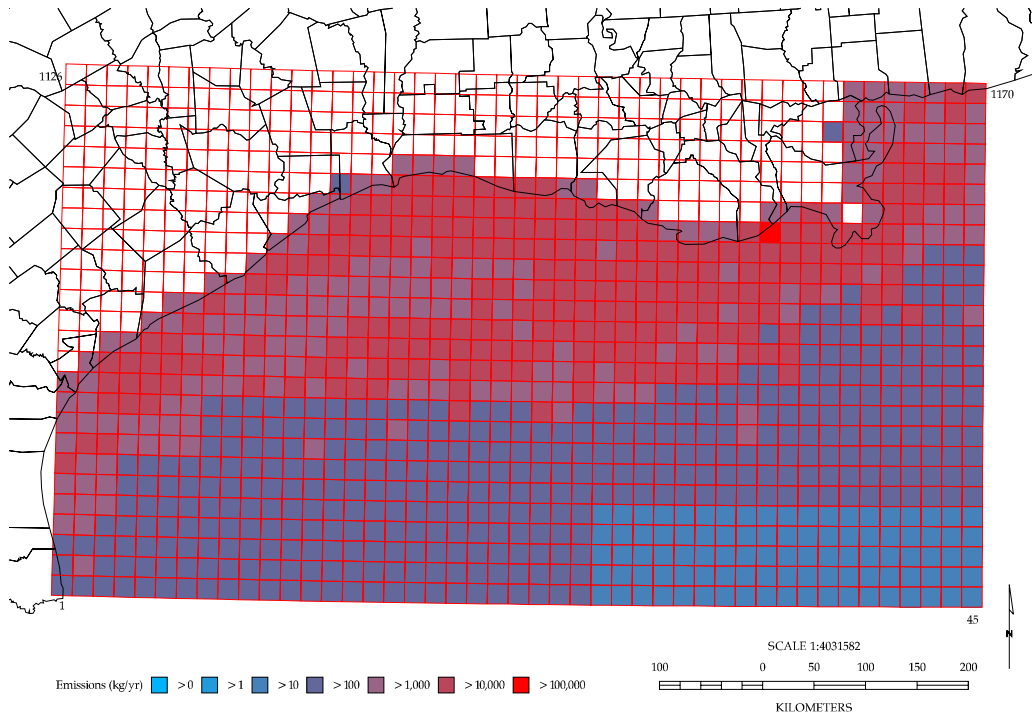 1126
1170
1
45
N
SCALE 1:4031582
Emissions (kg/yr) > 0 > 1 > 10 > 100 > 1,000 > 10,000 > 100,000
100 0 50 100 150 200
KILOMETERS